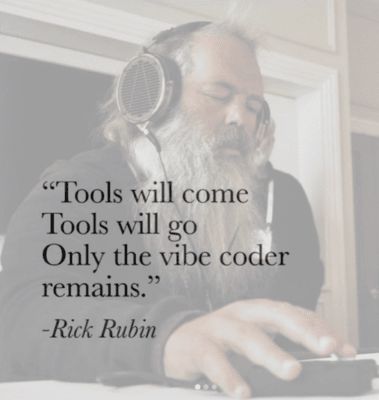 “Tools will come
Tools will go
Only the vibe coder
remains.”
-Rick Rubin